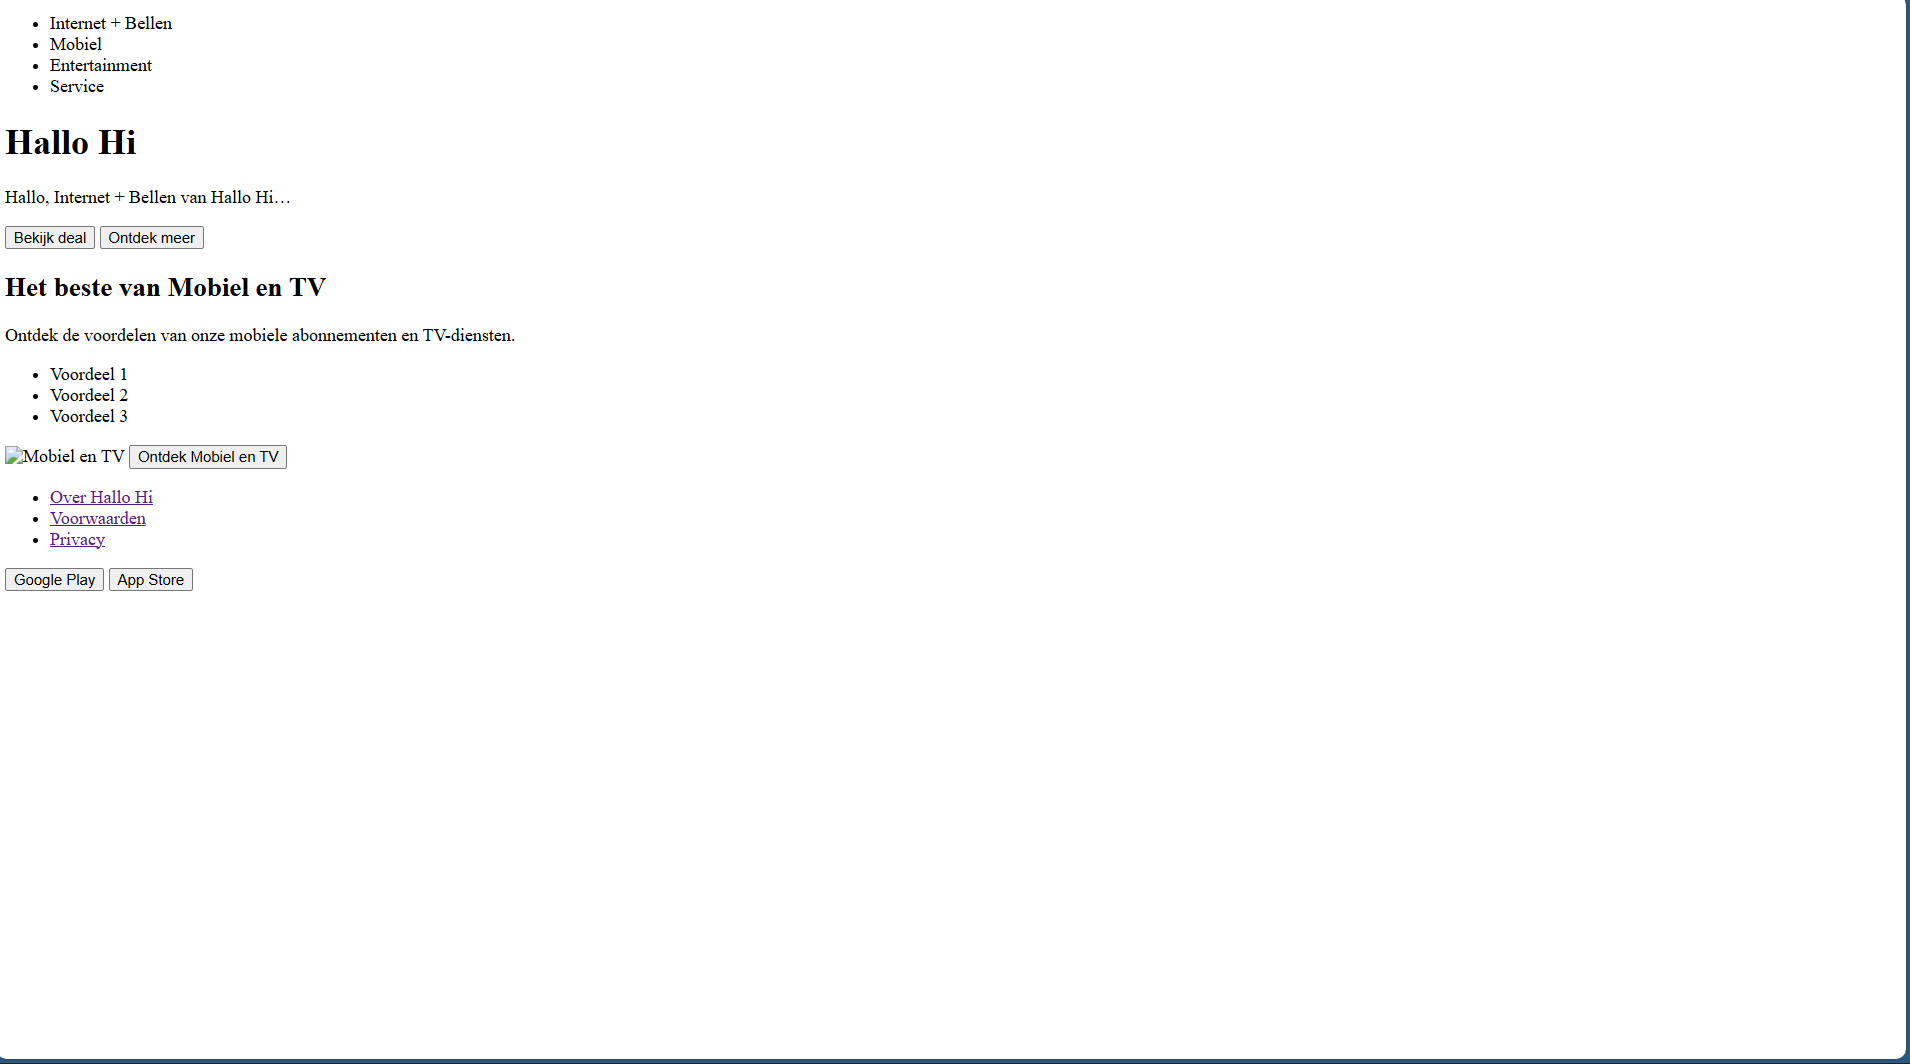 Internet + Bellen
Mobiel
Entertainment
Service
Hallo Hi
Hallo, Internet + Bellen van Hallo Hi…
Bekijk deal Ontdek meer
Het beste van Mobiel en TV
Ontdek de voordelen van onze mobiele abonnementen en TV-diensten.
Voordeel 1
Voordeel 2
Voordeel 3
Mobiel en TV Ontdek Mobiel en TV
Over Hallo Hi
Voorwaarden
Privacy
Google Play App Store